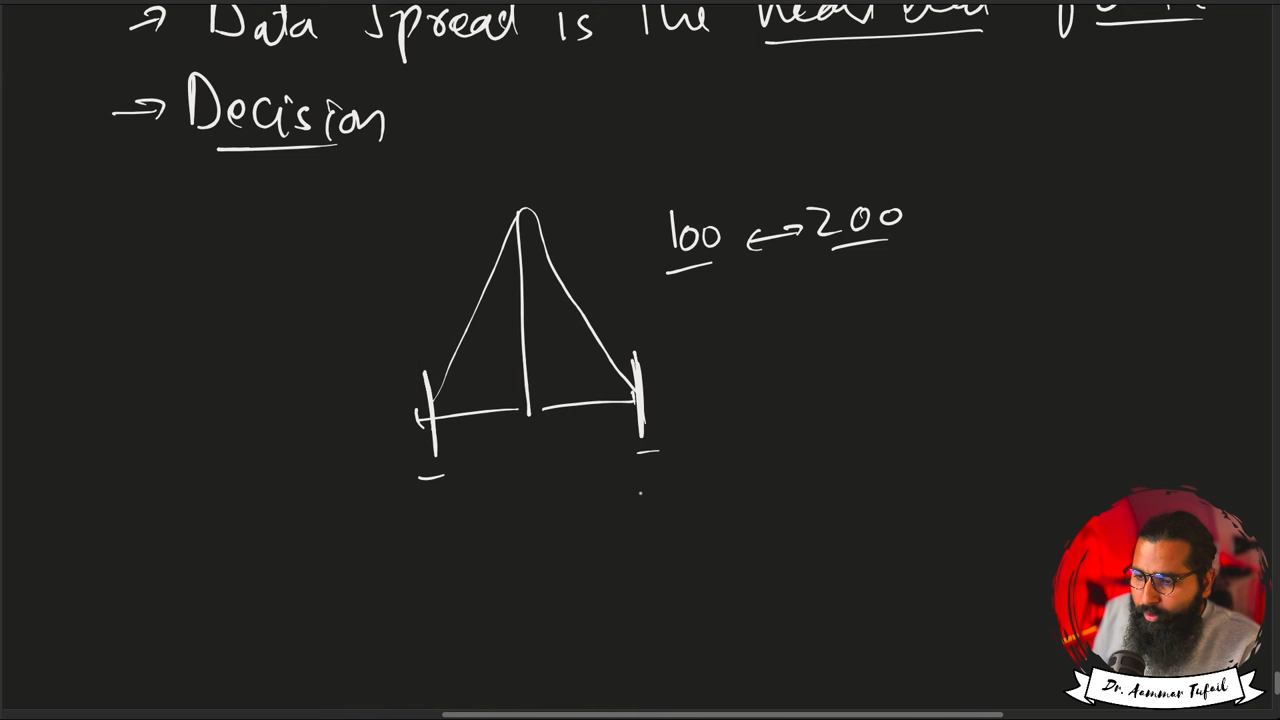 → Data Spread is the
→ Decision
100 ↔ 200
Dr. Aammar Tufail